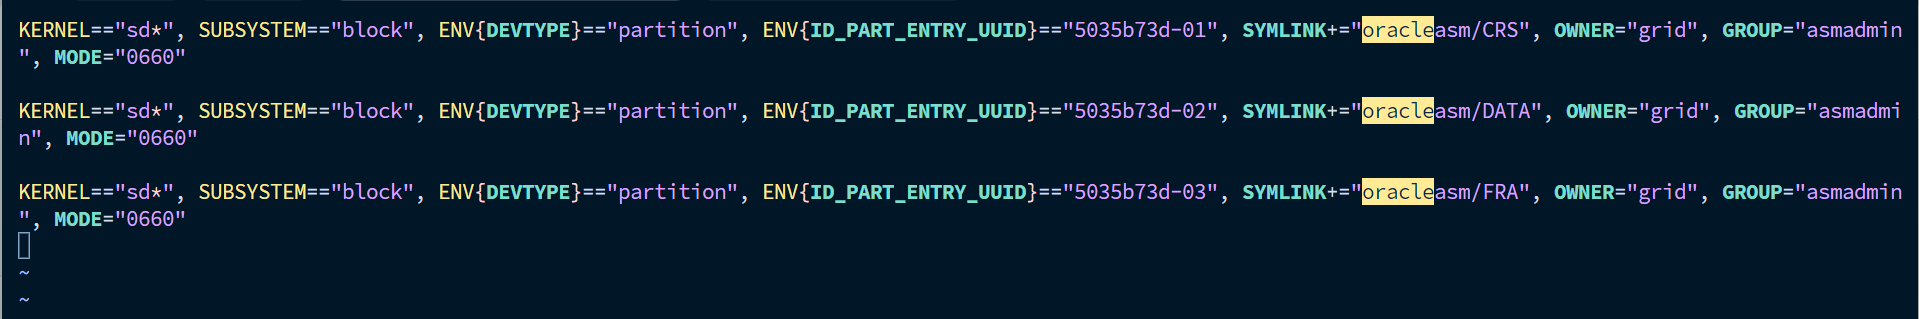 KERNEL=="sd*", SUBSYSTEM=="block", ENV{DEVTYPE}=="partition", ENV{ID_PART_ENTRY_UUID}=="5035b73d-01", SYMLINK+="oracleasm/CRS", OWNER="grid", GROUP="asmadmin
", MODE="0660"
KERNEL=="sd*", SUBSYSTEM=="block", ENV{DEVTYPE}=="partition", ENV{ID_PART_ENTRY_UUID}=="5035b73d-02", SYMLINK+="oracleasm/DATA", OWNER="grid", GROUP="asmadmi
n", MODE="0660"
KERNEL=="sd*", SUBSYSTEM=="block", ENV{DEVTYPE}=="partition", ENV{ID_PART_ENTRY_UUID}=="5035b73d-03", SYMLINK+="oracleasm/FRA", OWNER="grid", GROUP="asmadmin
", MODE="0660"
~
~